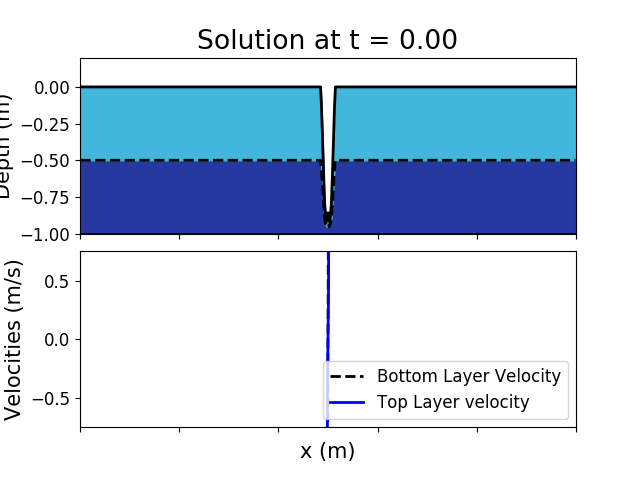 Solution at t = 0.00
Depth (m)
0.00
−0.25
−0.50
−0.75
−1.00
Velocities (m/s)
0.5
0.0
−0.5
Bottom Layer Velocity
Top Layer velocity
x (m)